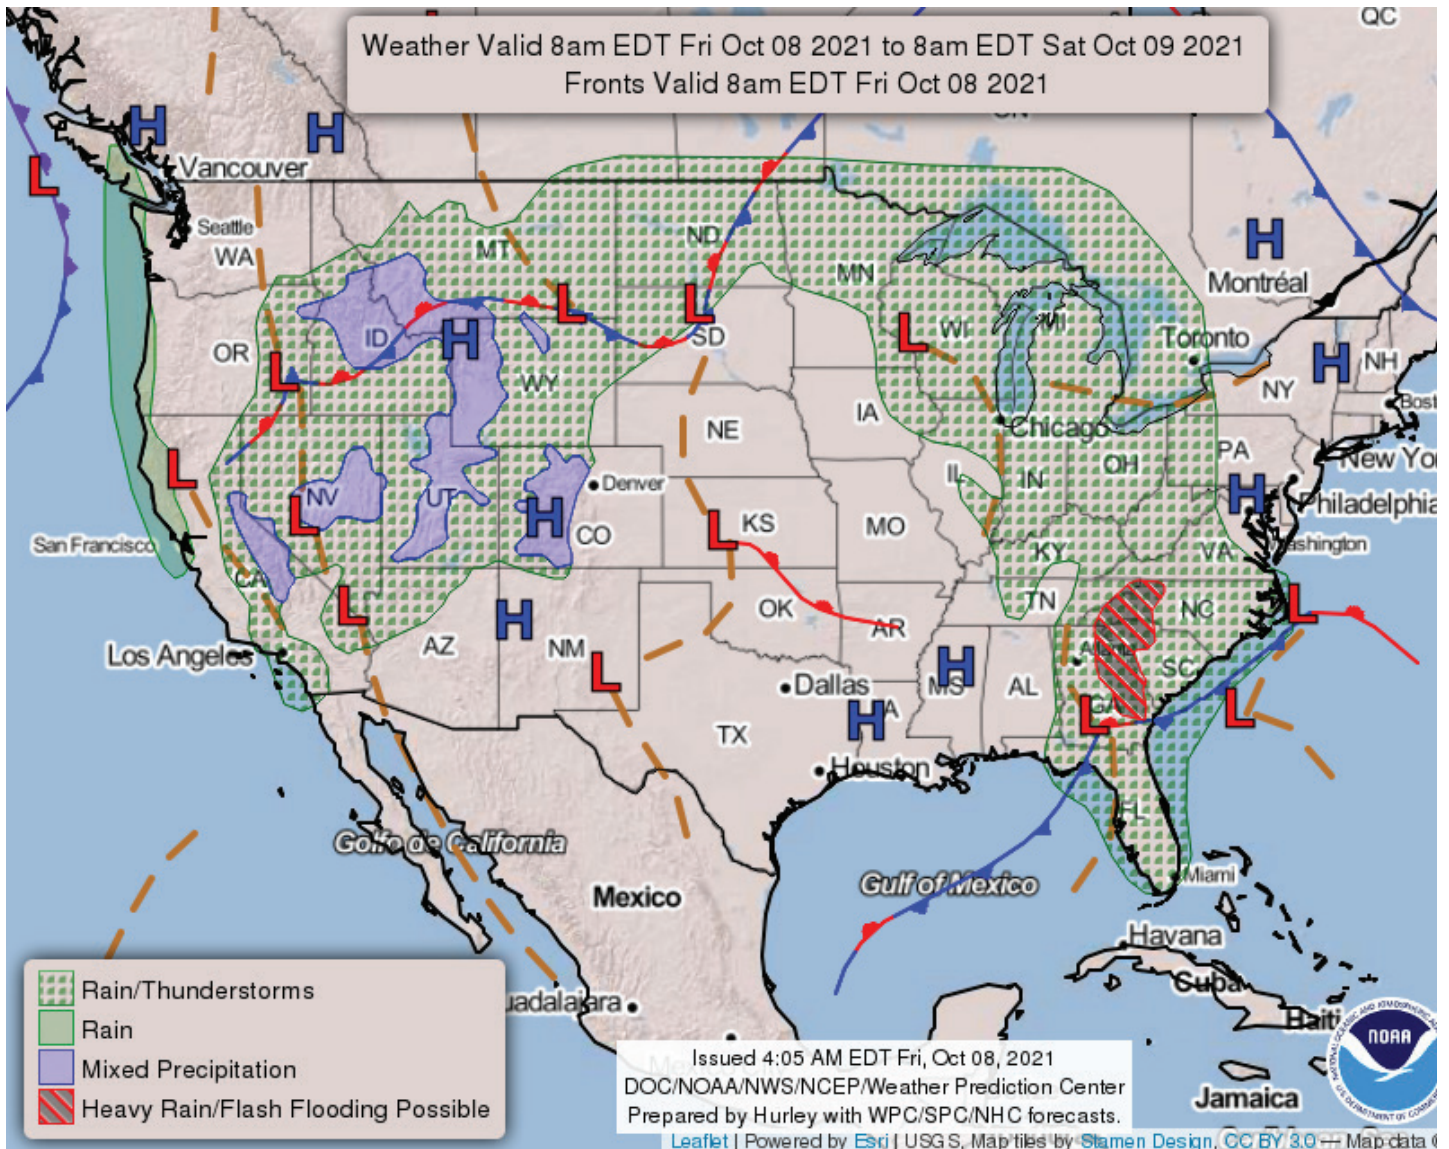 Weather Valid 8am EDT Fri Oct 08 2021 to 8am EDT Sat Oct 09 2021
Fronts Valid 8am EDT Fri Oct 08 2021
QC
H
H
L
Vancouver
Seattle
WA
MT
ND
MN
H
Montréal
L
L
L
WI
MI
Toronto
OR
ID
H
SD
WY
L
NY
H
NH
Bost
IA
NE
Chicago
PA
New Yo
L
Denver
IL
IN
OH
H
Philadelphia
NV
UT
H
CO
L
KS
MO
San Francisco
L
KY
VA
CA
L
H
OK
AR
TN
NC
L
Los Angeles
AZ
NM
L
Atlanta
SC
Dallas
H
MS
AL
GA
L
H
TX
L
Houston
FL
Golfo de California
Mexico
Gulf of Mexico
Miami
Havana
Cuba
Haiti
Jamaica
uadalajara
Rain/Thunderstorms
Rain
Mixed Precipitation
Heavy Rain/Flash Flooding Possible
Issued 4:05 AM EDT Fri, Oct 08, 2021
DOC/NOAA/NWS/NCEP/Weather Prediction Center
Prepared by Hurley with WPC/SPC/NHC forecasts.
Leaflet | Powered by Esri | USGS, Map tiles by Stamen Design, CC BY 3.0 — Map data ©
NOAA